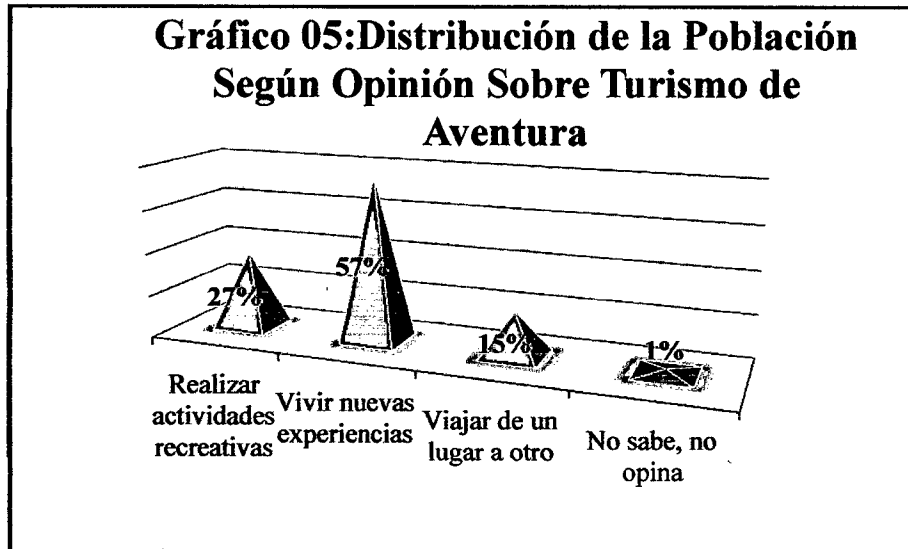 Gráfico 05:Distribución de la Población
Según Opinión Sobre Turismo de
Aventura
27%
57%
15%
1%
Realizar
actividades
recreativas
Vivir nuevas
experiencias
Viajar de un
lugar a otro
No sabe, no
opina